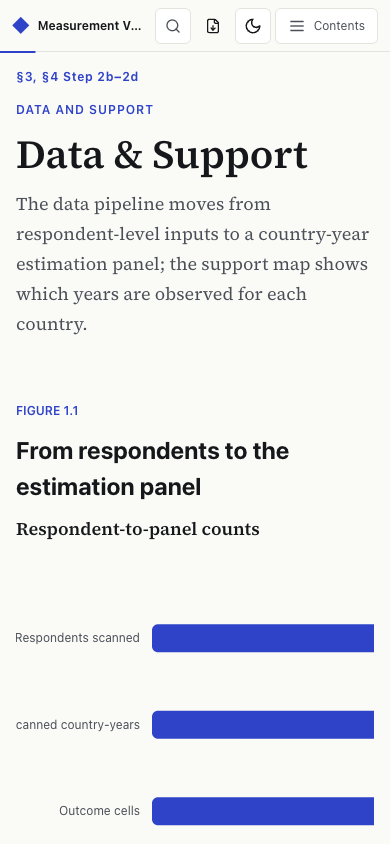 Measurement V...
Contents
§3, §4 Step 2b–2d
DATA AND SUPPORT
Data & Support
The data pipeline moves from
respondent-level inputs to a country-year
estimation panel; the support map shows
which years are observed for each
country.
FIGURE 1.1
From respondents to the
estimation panel
Respondent-to-panel counts
Respondents scanned
canned country-years
Outcome cells